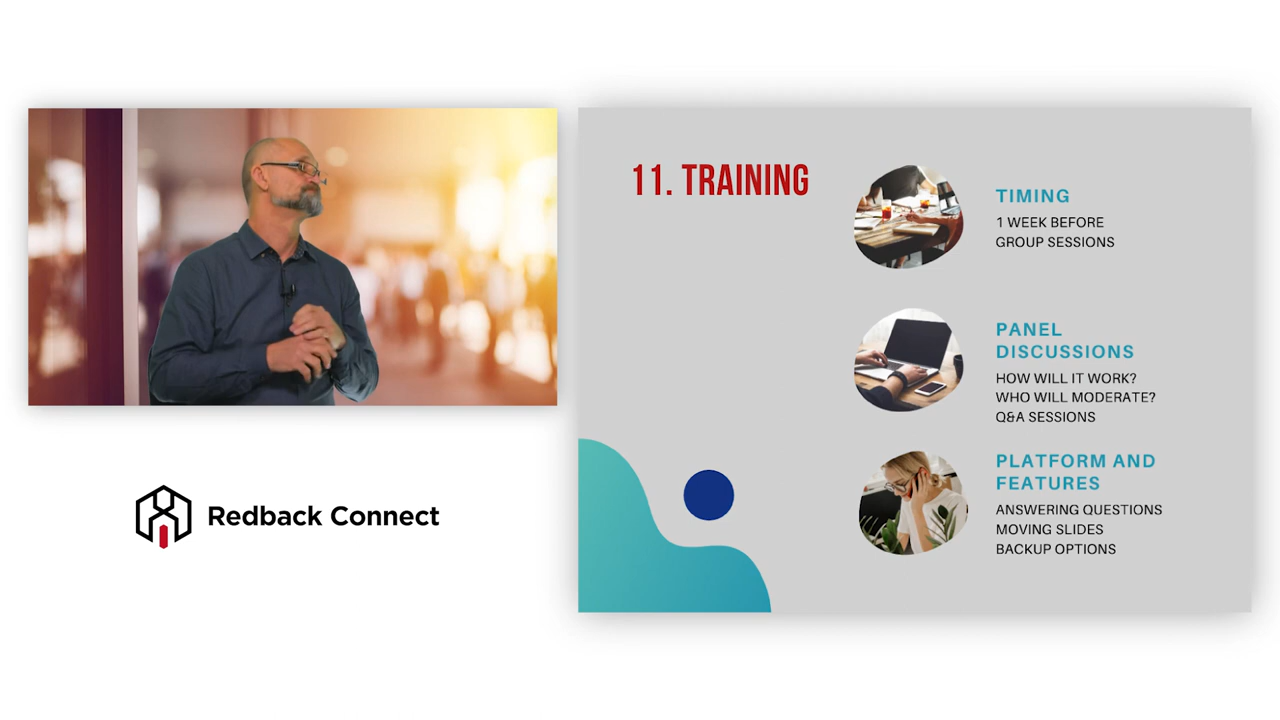 11. TRAINING
TIMING
1 WEEK BEFORE
GROUP SESSIONS
PANEL
DISCUSSIONS
HOW WILL IT WORK?
WHO WILL MODERATE?
Q&A SESSIONS
PLATFORM AND
FEATURES
ANSWERING QUESTIONS
MOVING SLIDES
BACKUP OPTIONS
Redback Connect